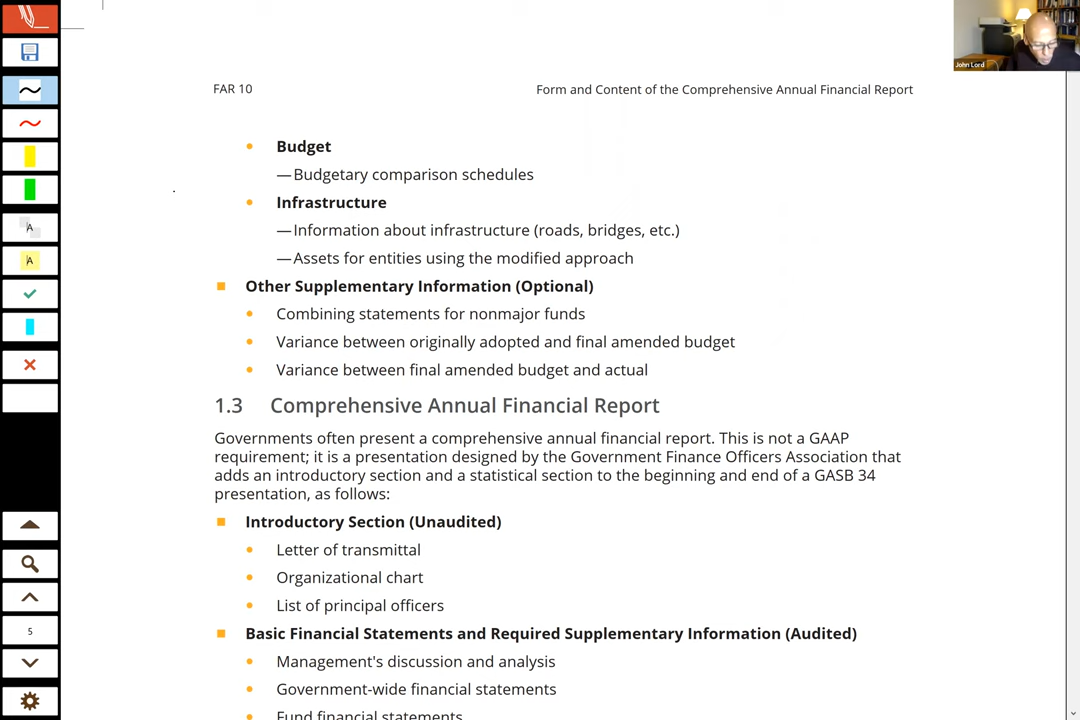 John Lord
FAR 10
Form and Content of the Comprehensive Annual Financial Report
Budget
—Budgetary comparison schedules
Infrastructure
—Information about infrastructure (roads, bridges, etc.)
—Assets for entities using the modified approach
Other Supplementary Information (Optional)
Combining statements for nonmajor funds
Variance between originally adopted and final amended budget
Variance between final amended budget and actual
1.3 Comprehensive Annual Financial Report
Governments often present a comprehensive annual financial report. This is not a GAAP
requirement; it is a presentation designed by the Government Finance Officers Association that
adds an introductory section and a statistical section to the beginning and end of a GASB 34
presentation, as follows:
Introductory Section (Unaudited)
Letter of transmittal
Organizational chart
List of principal officers
Basic Financial Statements and Required Supplementary Information (Audited)
Management's discussion and analysis
Government-wide financial statements
Fund financial statements
A
A
5